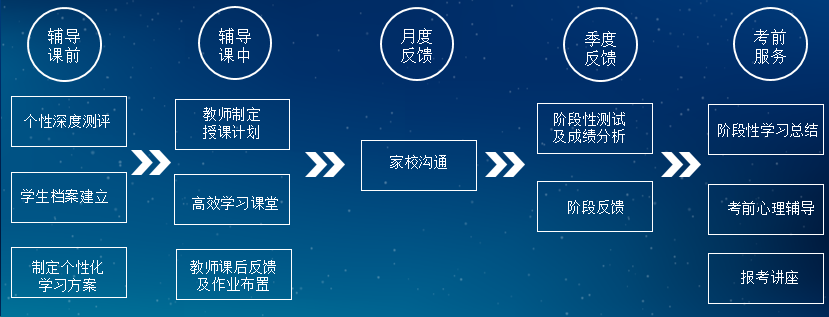 辅导
课前
辅导
课中
月度
反馈
季度
反馈
考前
服务
个性深度测评
学生档案建立
制定个性化
学习方案
教师制定
授课计划
高效学习课堂
教师课后反馈
及作业布置
家校沟通
阶段性测试
及成绩分析
阶段反馈
阶段性学习总结
考前心理辅导
报考讲座